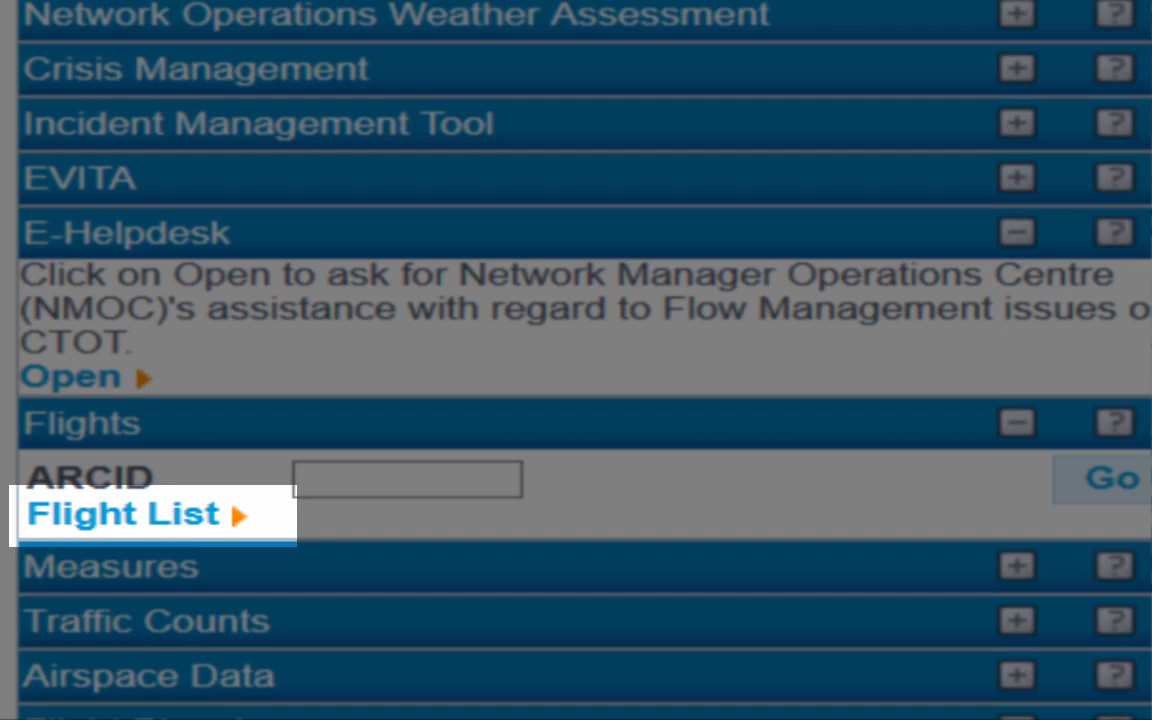 Network Operations Weather Assessment + ?
Crisis Management + ?
Incident Management Tool + ?
EVITA + ?
E-Helpdesk − ?
Click on Open to ask for Network Manager Operations Centre
(NMOC)'s assistance with regard to Flow Management issues o
CTOT.
Open
Flights − ?
ARCID Go
Flight List
Measures + ?
Traffic Counts + ?
Airspace Data + ?